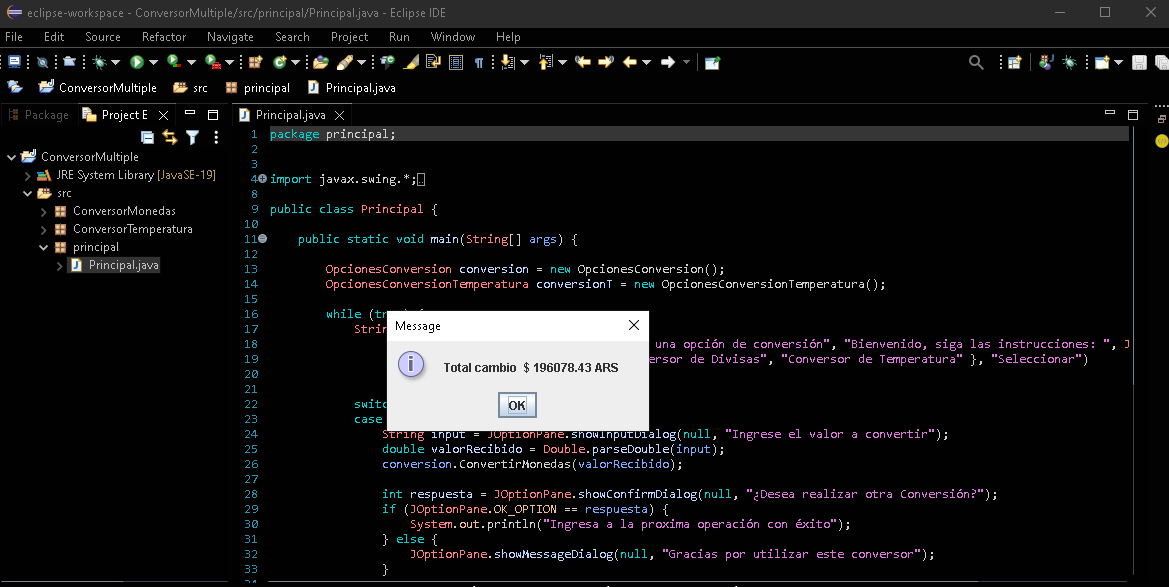 eclipse-workspace - ConversorMultiple/src/principal/Principal.java - Eclipse IDE
File Edit Source Refactor Navigate Search Project Run Window Help
ConversorMultiple src principal Principal.java
Package Project E Principal.java
ConversorMultiple
JRE System Library [JavaSE-19]
src
ConversorMonedas
ConversorTemperatura
principal
Principal.java
1 package principal;
2
3
4 import javax.swing.*;
8
9 public class Principal {
10
11 public static void main(String[] args) {
12
13 OpcionesConversion conversion = new OpcionesConversion();
14 OpcionesConversionTemperatura conversionT = new OpcionesConversionTemperatura();
15
16 while (tr
17 Strin
18 una opción de conversión", "Bienvenido, siga las instrucciones: ", J
19 ersor de Divisas", "Conversor de Temperatura" }, "Seleccionar")
20
21
22 switc
23 case
24 String input = JOptionPane.showInputDialog(null, "Ingrese el valor a convertir");
25 double valorRecibido = Double.parseDouble(input);
26 conversion.ConvertirMonedas(valorRecibido);
27
28 int respuesta = JOptionPane.showConfirmDialog(null, "¿Desea realizar otra Conversión?");
29 if (JOptionPane.OK_OPTION == respuesta) {
30 System.out.println("Ingresa a la proxima operación con éxito");
31 } else {
32 JOptionPane.showMessageDialog(null, "Gracias por utilizar este conversor");
33 }
Message
Total cambio $ 196078.43 ARS
OK